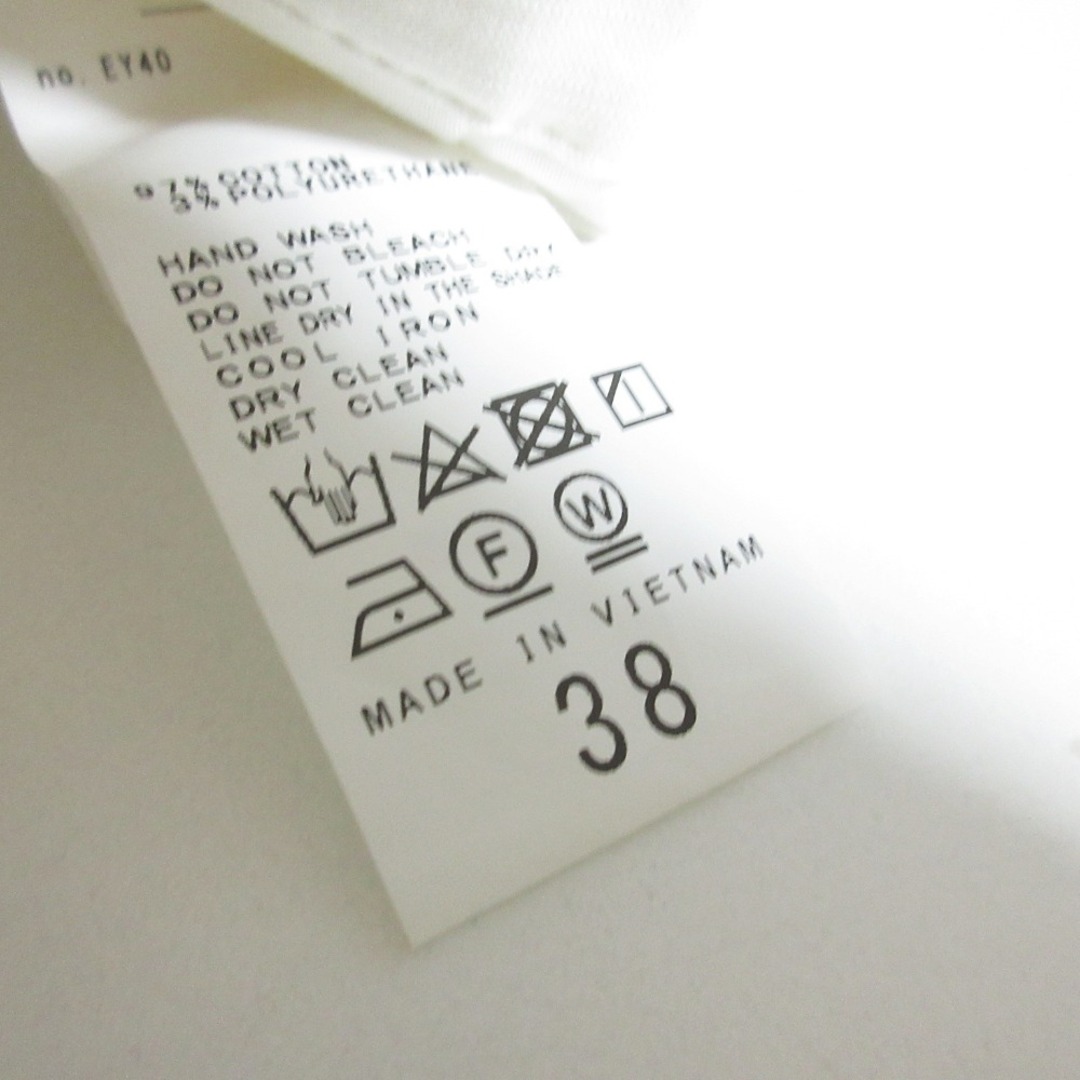 no. EY40
97% COTTON
3% POLYURETHANE
HAND WASH
DO NOT BLEACH
DO NOT TUMBLE DRY
LINE DRY IN THE SHADE
COOL IRON
DRY CLEAN
WET CLEAN
F
W
MADE IN VIETNAM
38